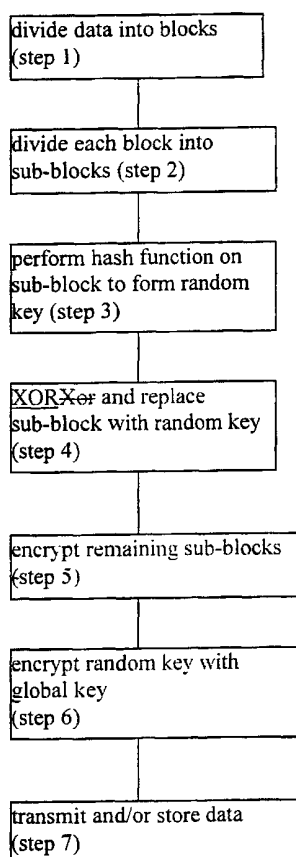 divide data into blocks
(step 1)
divide each block into
sub-blocks (step 2)
perform hash function on
sub-block to form random
key (step 3)
XORXor and replace
sub-block with random key
(step 4)
encrypt remaining sub-blocks
(step 5)
encrypt random key with
global key
(step 6)
transmit and/or store data
(step 7)